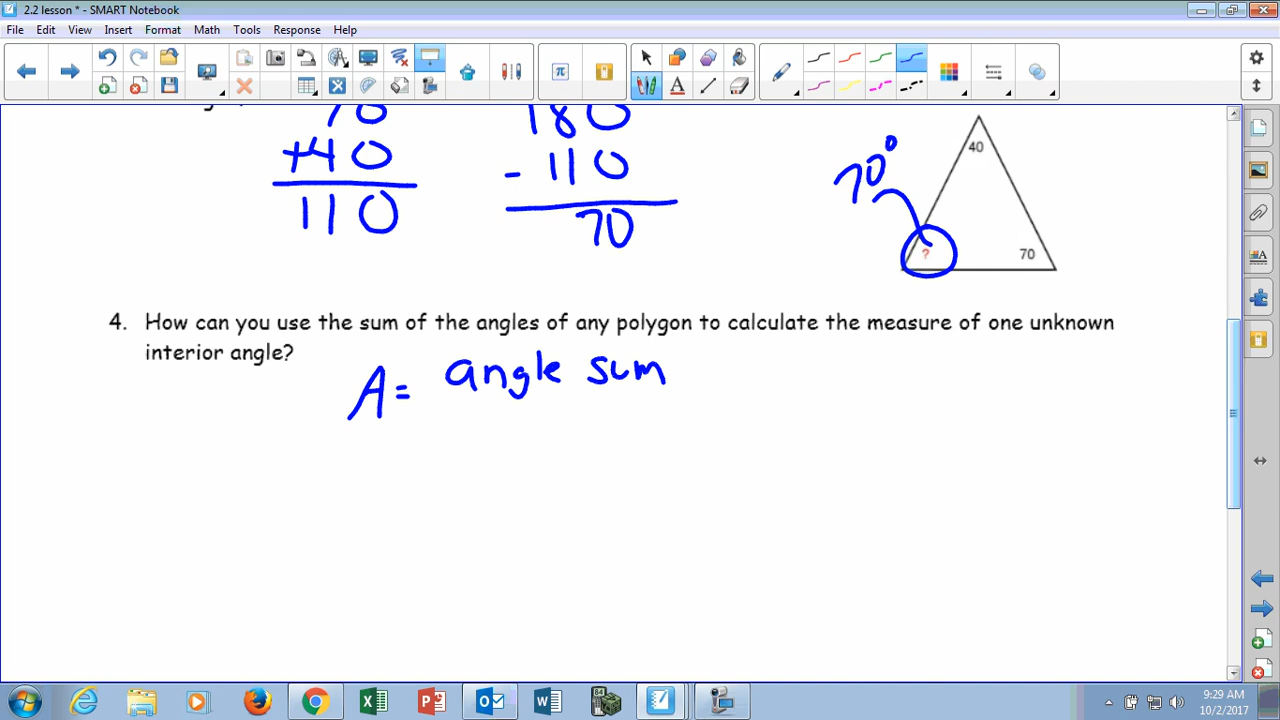 2.2 lesson * - SMART Notebook
File Edit View Insert Format Math Tools Response Help
70
+40
110
180
- 110
70
70°
40
?
70
4. How can you use the sum of the angles of any polygon to calculate the measure of one unknown
interior angle?
A= angle sum
9:29 AM
10/2/2017